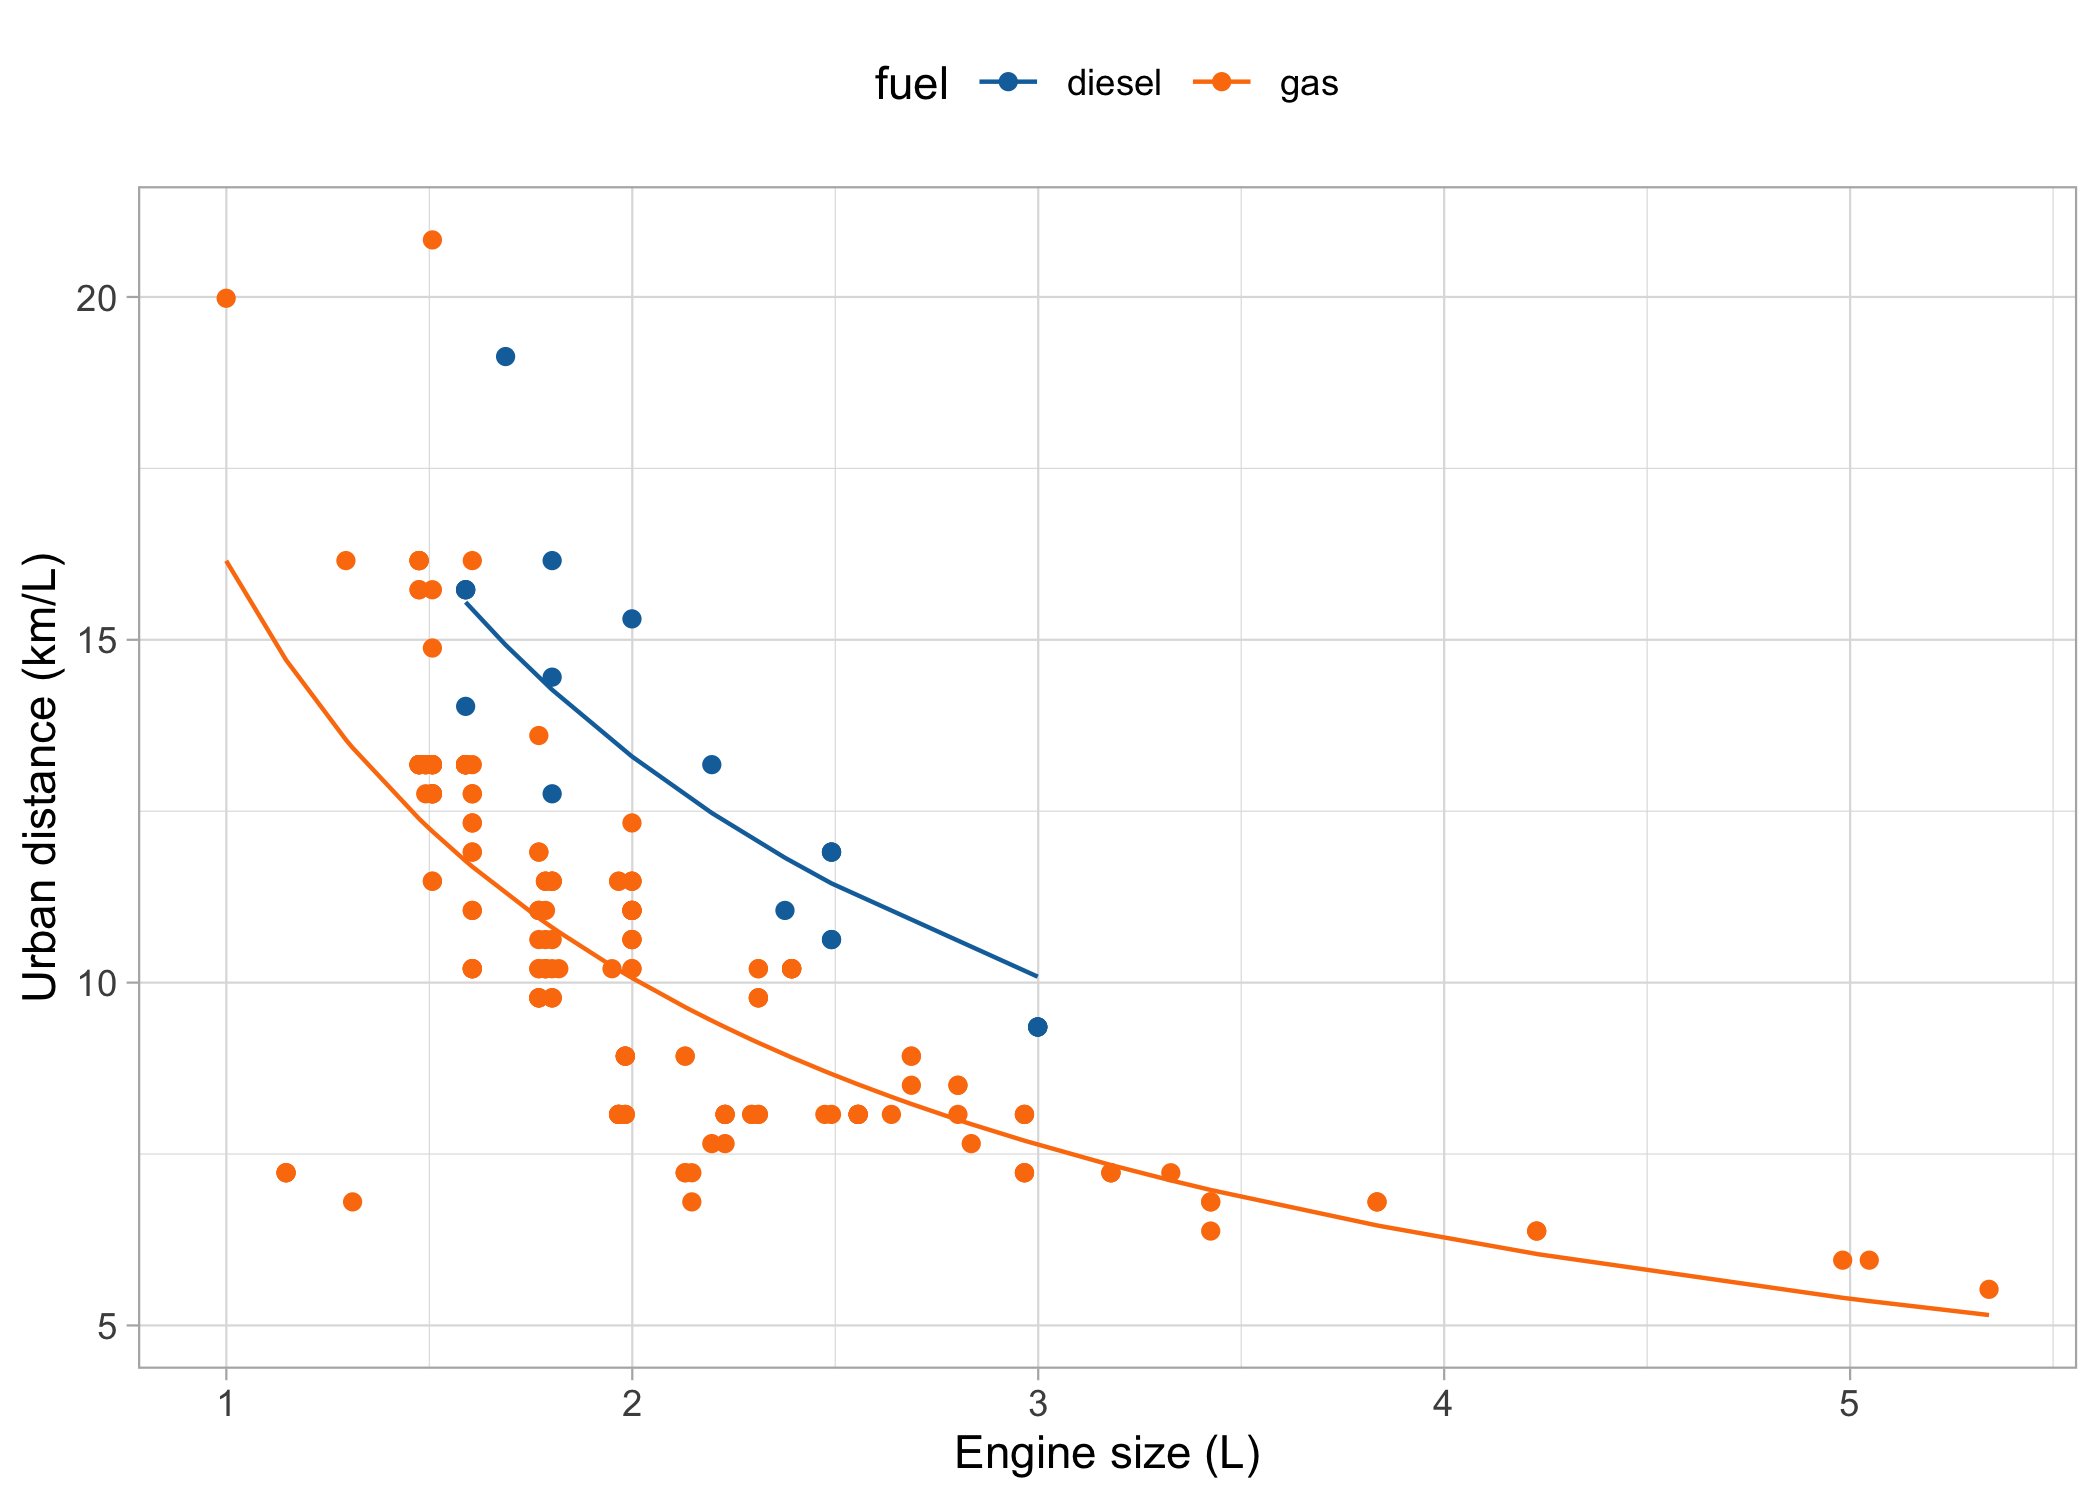 fuel diesel gas
Urban distance (km/L)
20
15
10
5
1 2 3 4 5
Engine size (L)